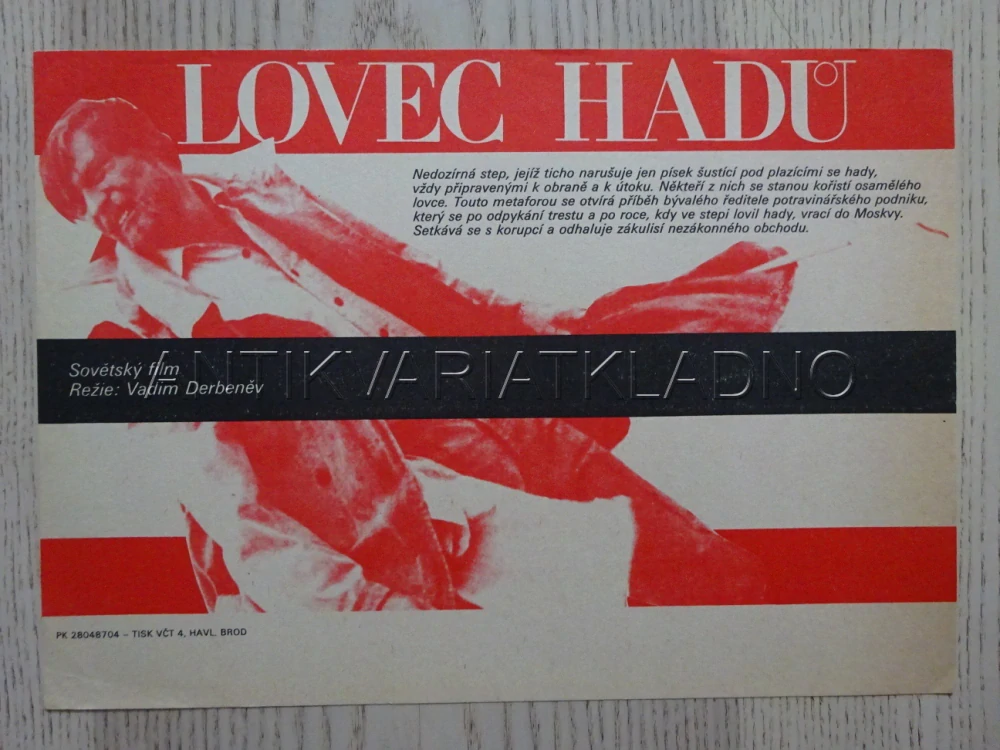 LOVEC HADŮ
Nedozírná step, jejíž ticho narušuje jen písek šustící pod plazícími se hady,
vždy připravenými k obraně a k útoku. Někteří z nich se stanou kořistí osamělého
lovce. Touto metaforou se otvírá příběh bývalého ředitele potravinářského podniku,
který se po odpykání trestu a po roce, kdy ve stepi lovil hady, vrací do Moskvy.
Setkává se s korupcí a odhaluje zákulisí nezákonného obchodu.
Sovětský film
Režie: Vadim Derbeněv
ANTIKVARIATKLADNO
PK 28048704 – TISK VČT 4, HAVL. BROD